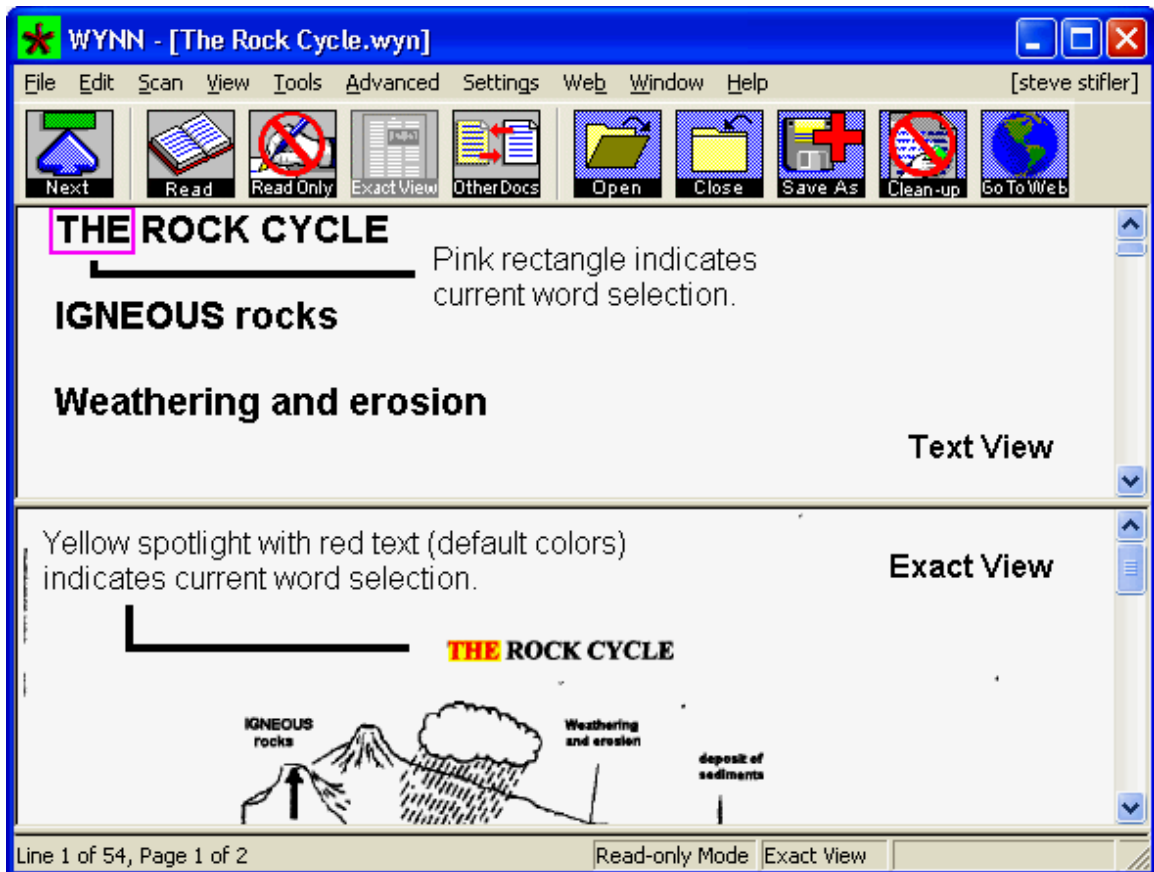 WYNN - [The Rock Cycle.wyn]
File Edit Scan View Tools Advanced Settings Web Window Help [steve stifler]
Next Read Read Only Exact View Other Docs Open Close Save As Clean-up Go To Web
THE ROCK CYCLE
Pink rectangle indicates
current word selection.
IGNEOUS rocks
Weathering and erosion
Text View
Yellow spotlight with red text (default colors)
indicates current word selection.
Exact View
THE ROCK CYCLE
IGNEOUS
rocks
Weathering
and erosion
deposit of
sediments
Line 1 of 54, Page 1 of 2 Read-only Mode Exact View